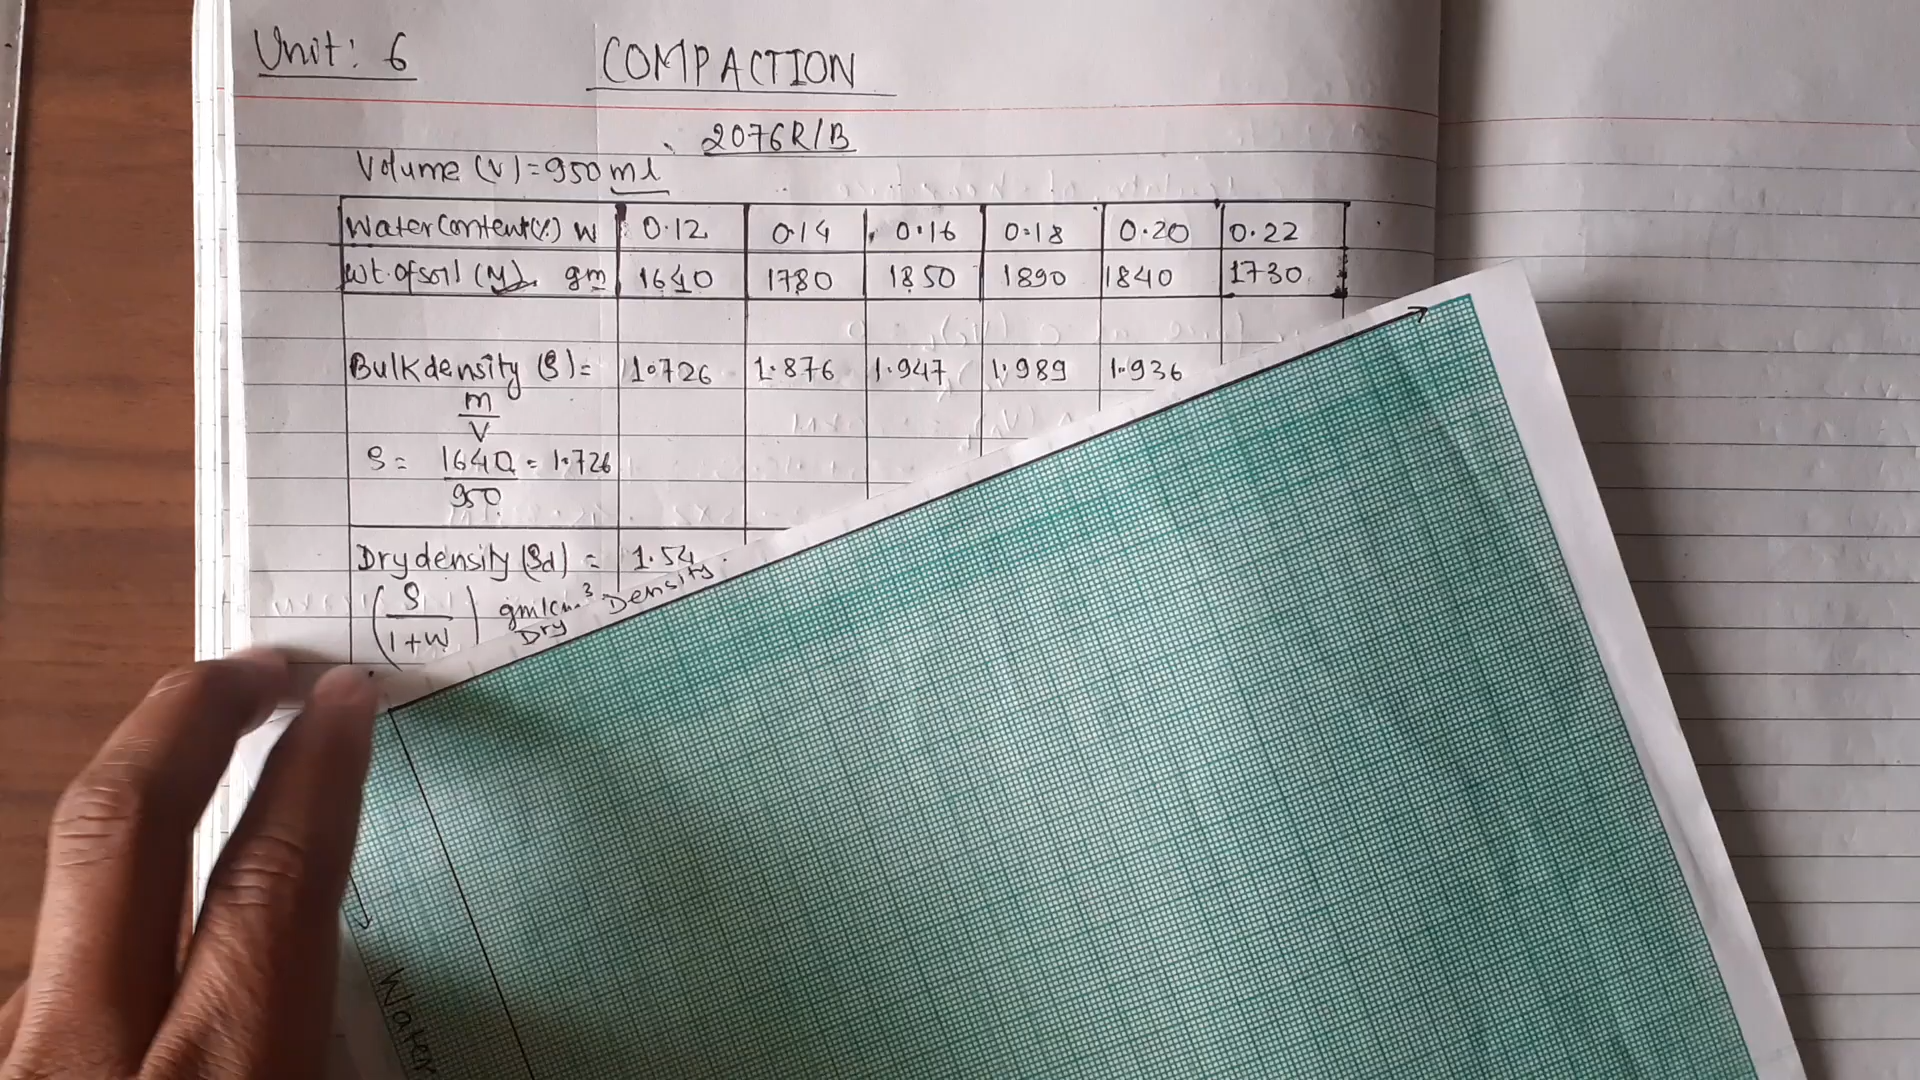 Unit: 6
COMPACTION
2076R/B
Volume (V)=950ml
Water Content(%) W 0.12 0.14 0.16 0.18 0.20 0.22
Wt. of soil (M) gm 1640 1780 1850 1890 1840 1730
Bulk density (ρ)= 1.726 1.876 1.947 1.989 1.936
m
V
ρ = 1640 = 1.726
950
Dry density (ρd) = 1.54
(ρ / 1+W) gm/cm³
Dry Density
Water